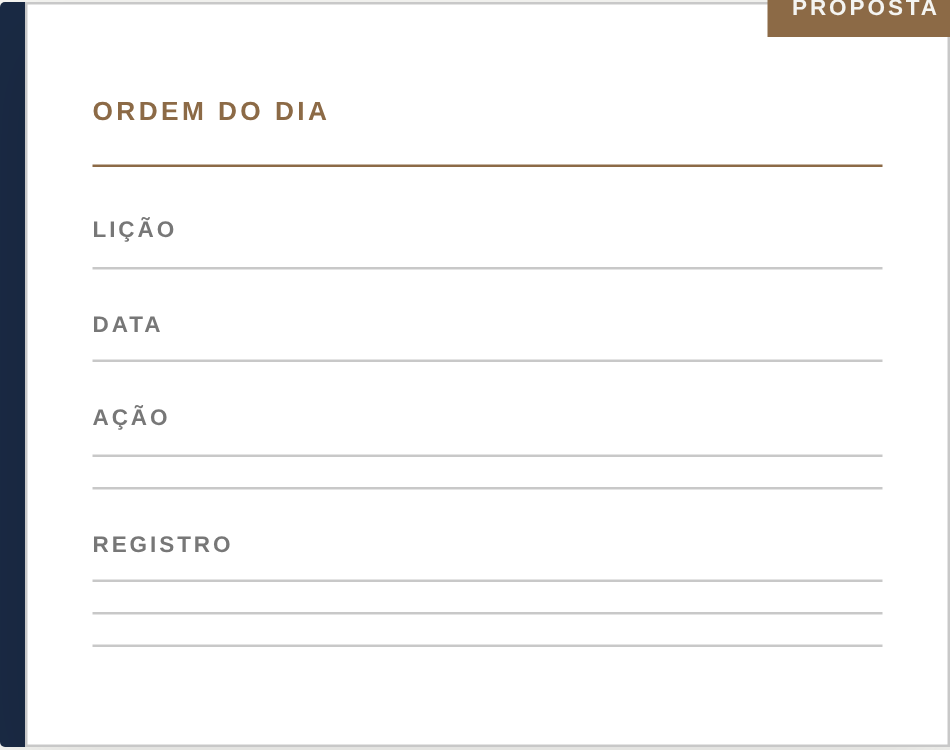 PROPOSTA
ORDEM DO DIA
LIÇÃO
DATA
AÇÃO
REGISTRO